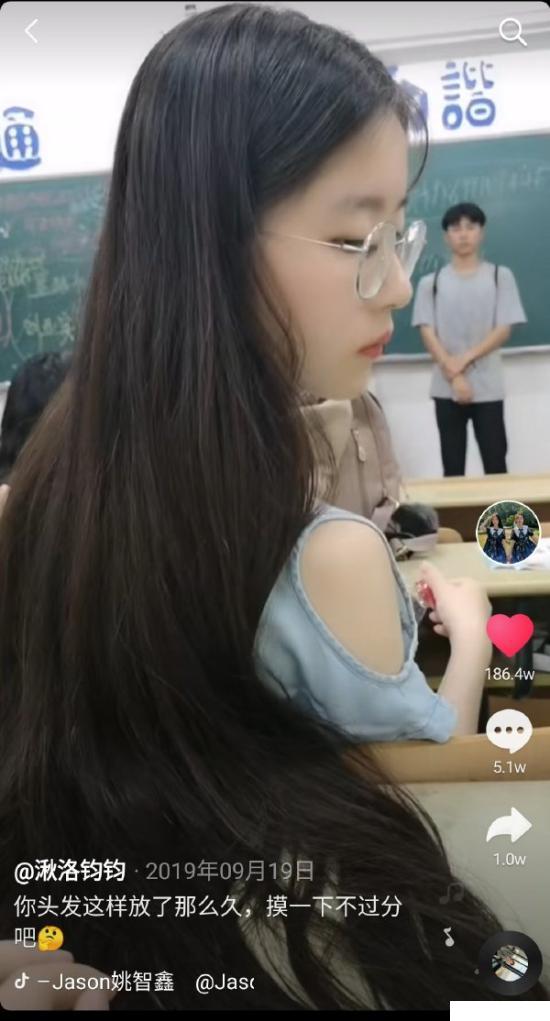 通
諧
186.4w
5.1w
1.0w
@湫洛钧钧 · 2019年09月19日
你头发这样放了那么久，摸一下不过分
吧🤔
－Jason姚智鑫 @Jas